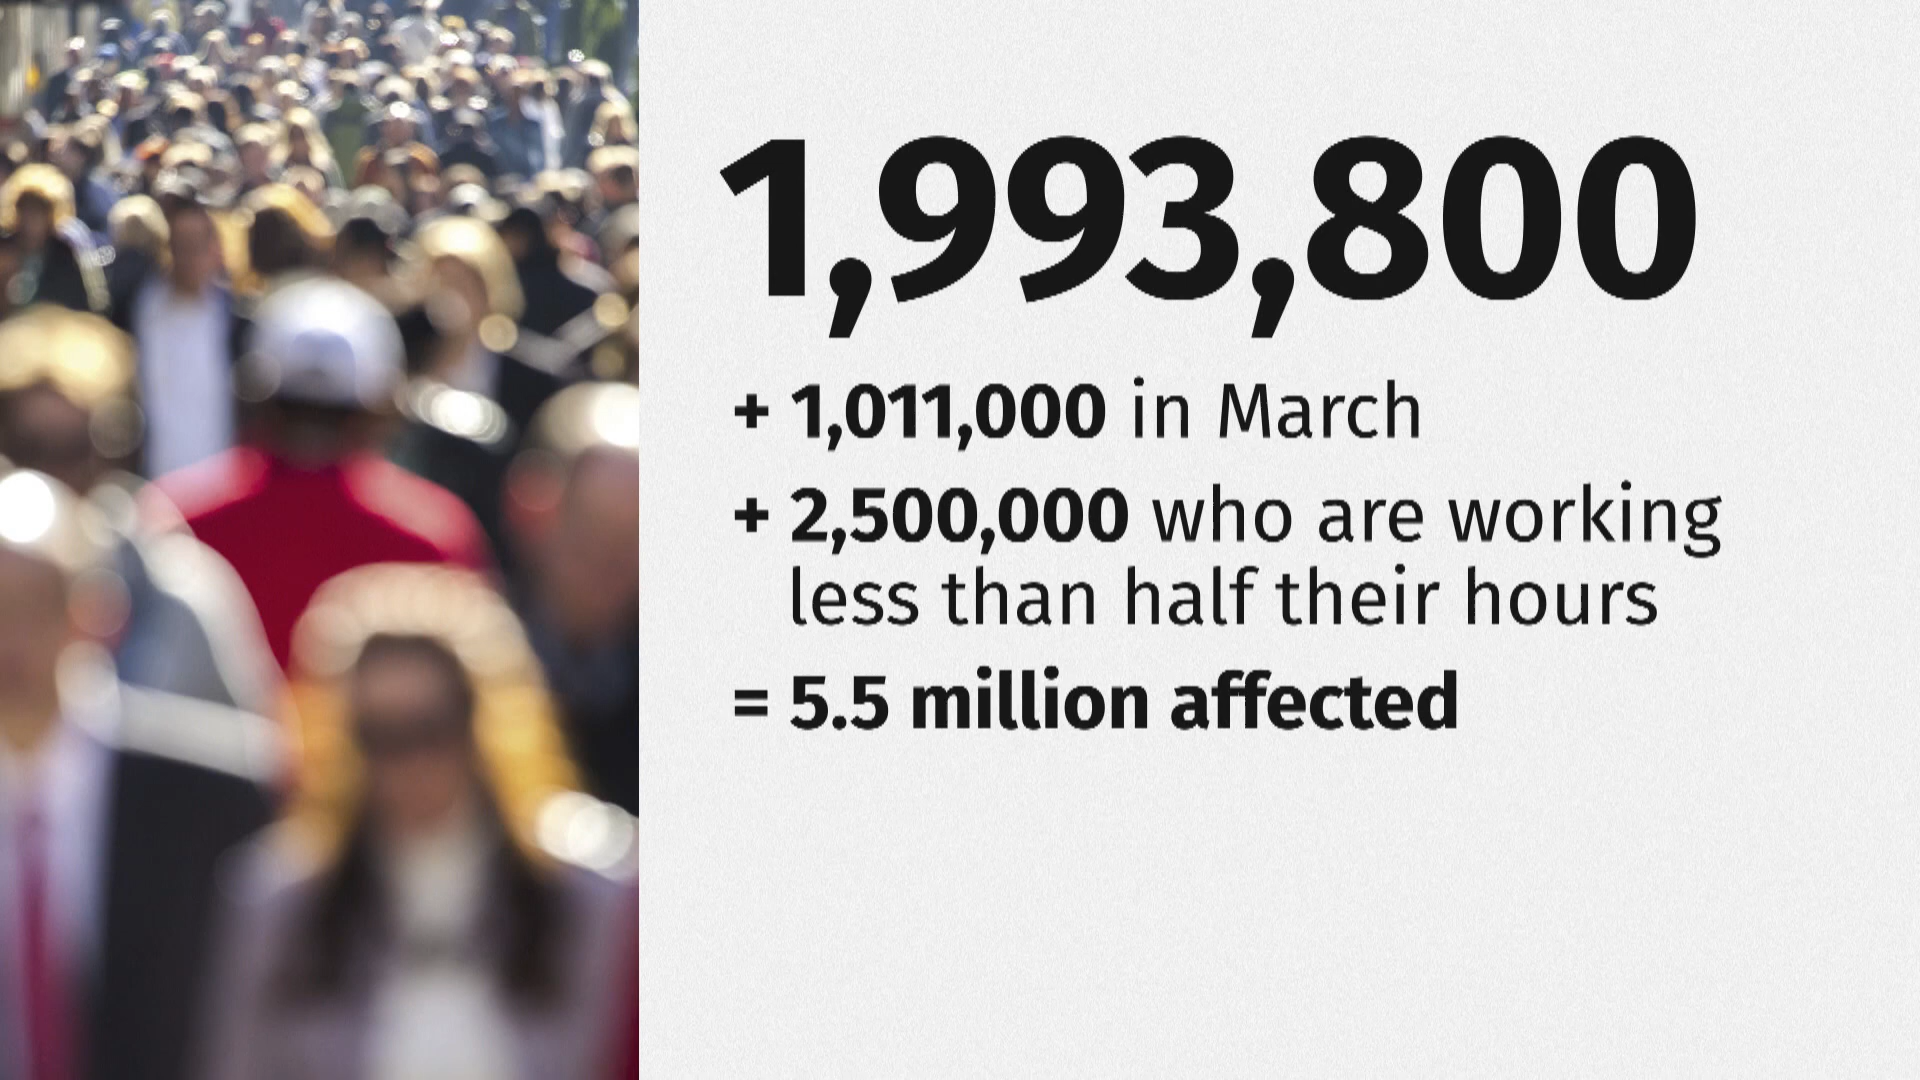 1,993,800
+ 1,011,000 in March
+ 2,500,000 who are working
less than half their hours
= 5.5 million affected